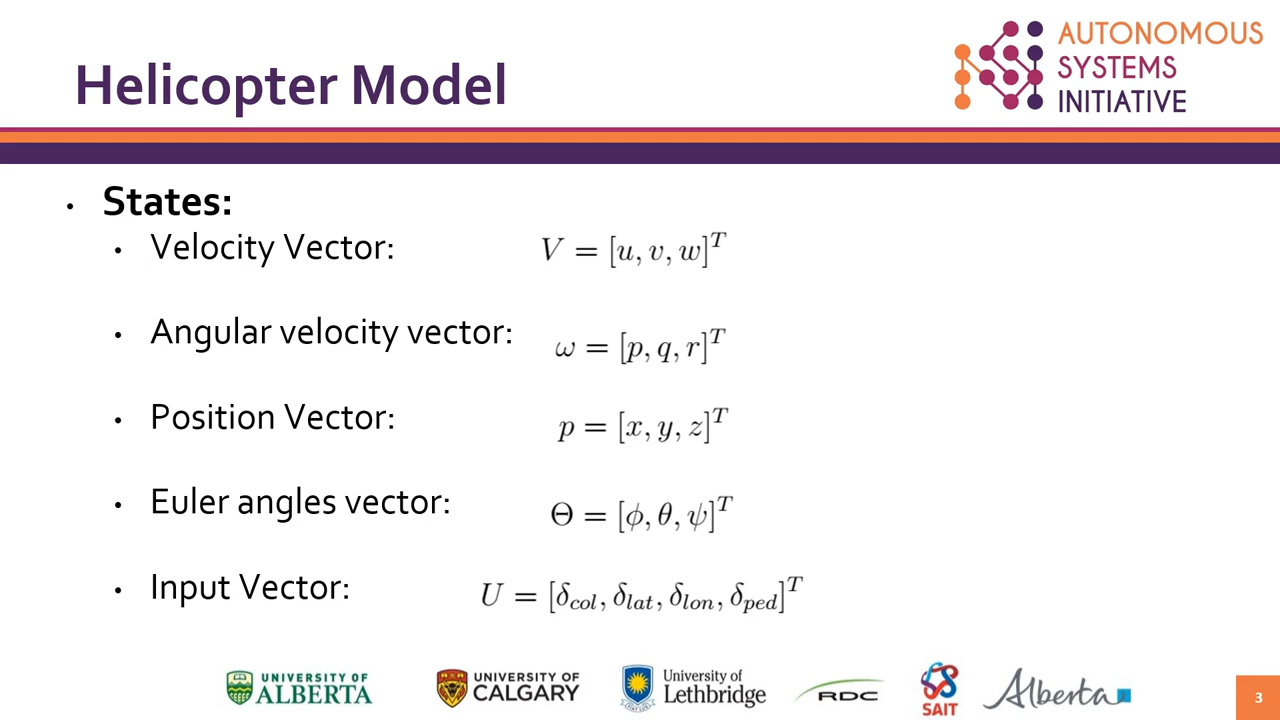 Helicopter Model
AUTONOMOUS
SYSTEMS
INITIATIVE
• States:
• Velocity Vector: V = [u, v, w]^T
• Angular velocity vector: ω = [p, q, r]^T
• Position Vector: p = [x, y, z]^T
• Euler angles vector: Θ = [ϕ, θ, ψ]^T
• Input Vector: U = [δ_col, δ_lat, δ_lon, δ_ped]^T
UNIVERSITY OF
ALBERTA
UNIVERSITY OF
CALGARY
University of
Lethbridge
RDC
SAIT
Alberta
3